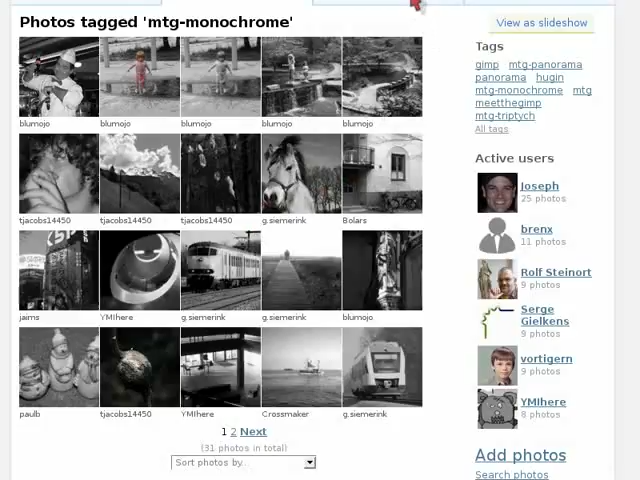 Photos tagged 'mtg-monochrome'
View as slideshow
Tags
gimp mtg-panorama
panorama hugin
mtg-monochrome mtg
meetthegimp
mtg-triptych
All tags
blumojo blumojo blumojo blumojo blumojo
Active users
Joseph
25 photos
tjacobs14450 tjacobs14450 tjacobs14450 g.siemerink Bolars
brenx
11 photos
Rolf Steinort
9 photos
jaims YMIhere g.siemerink g.siemerink blumojo
Serge
Gielkens
9 photos
vortigern
9 photos
YMIhere
8 photos
paulb tjacobs14450 YMIhere Crossmaker g.siemerink
1 2 Next
(31 photos in total)
Sort photos by...
Add photos
Search photos